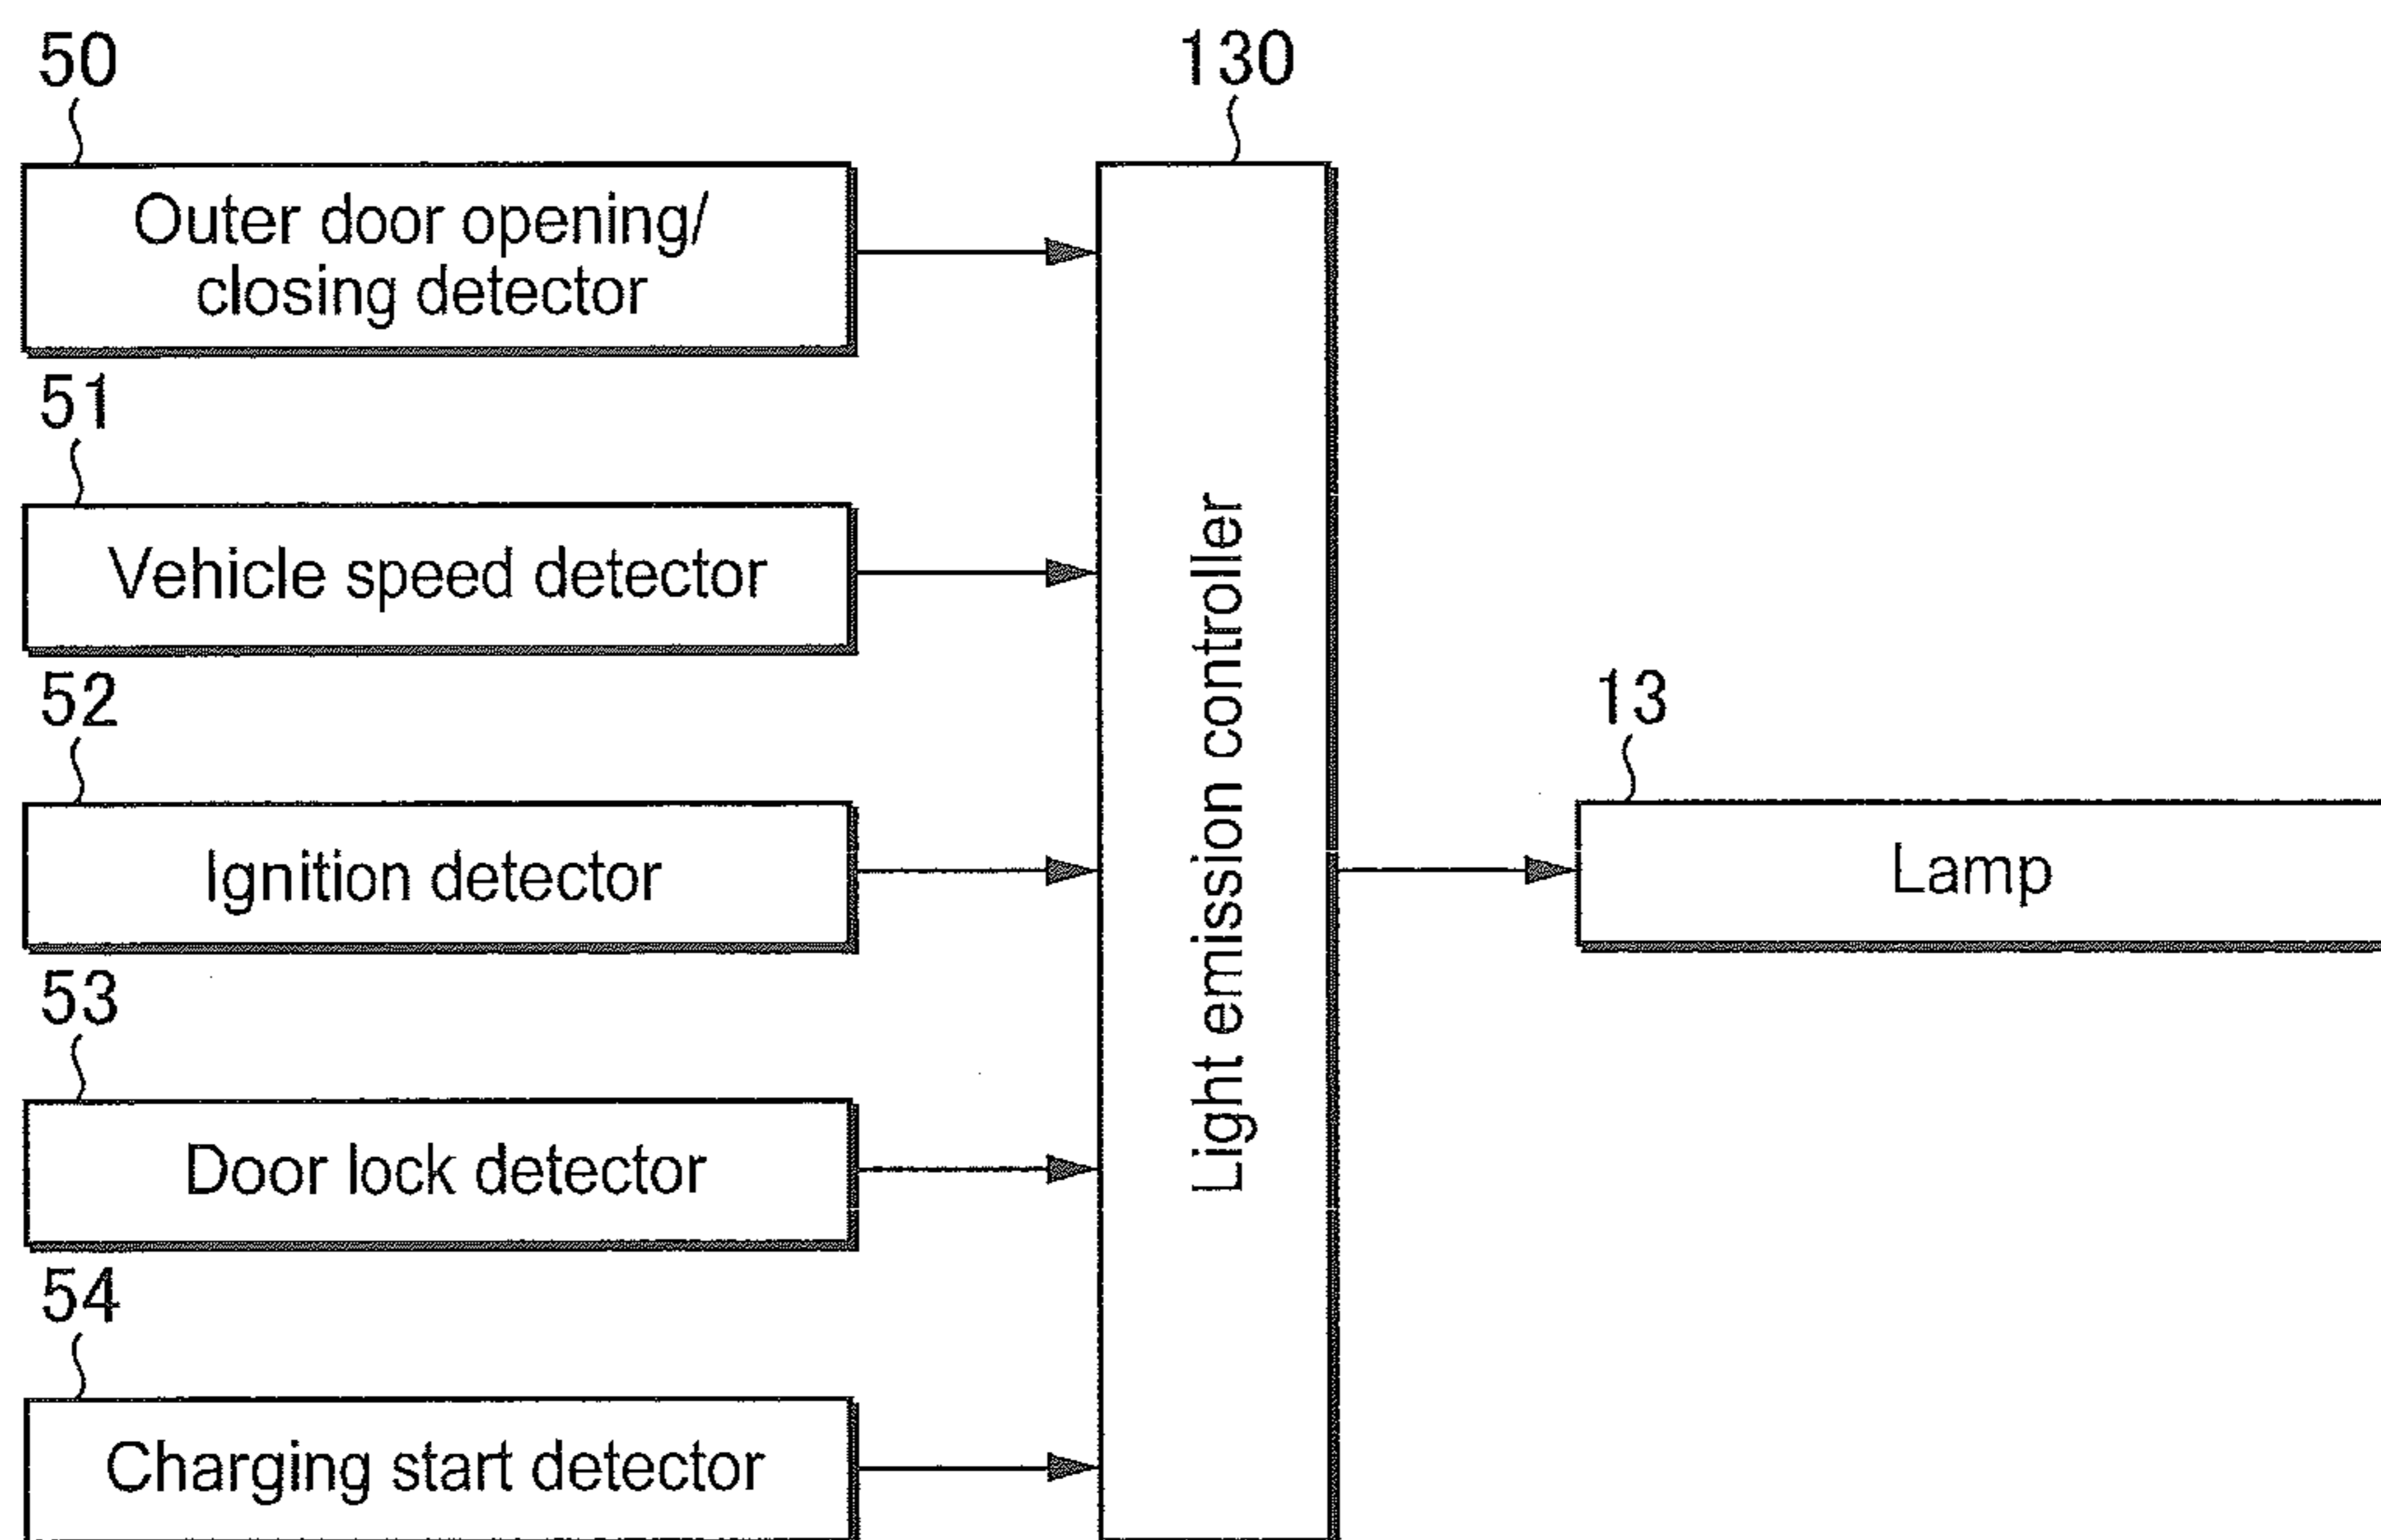 50
Outer door opening/
closing detector
51
Vehicle speed detector
52
Ignition detector
53
Door lock detector
54
Charging start detector
130
Light emission controller
13
Lamp